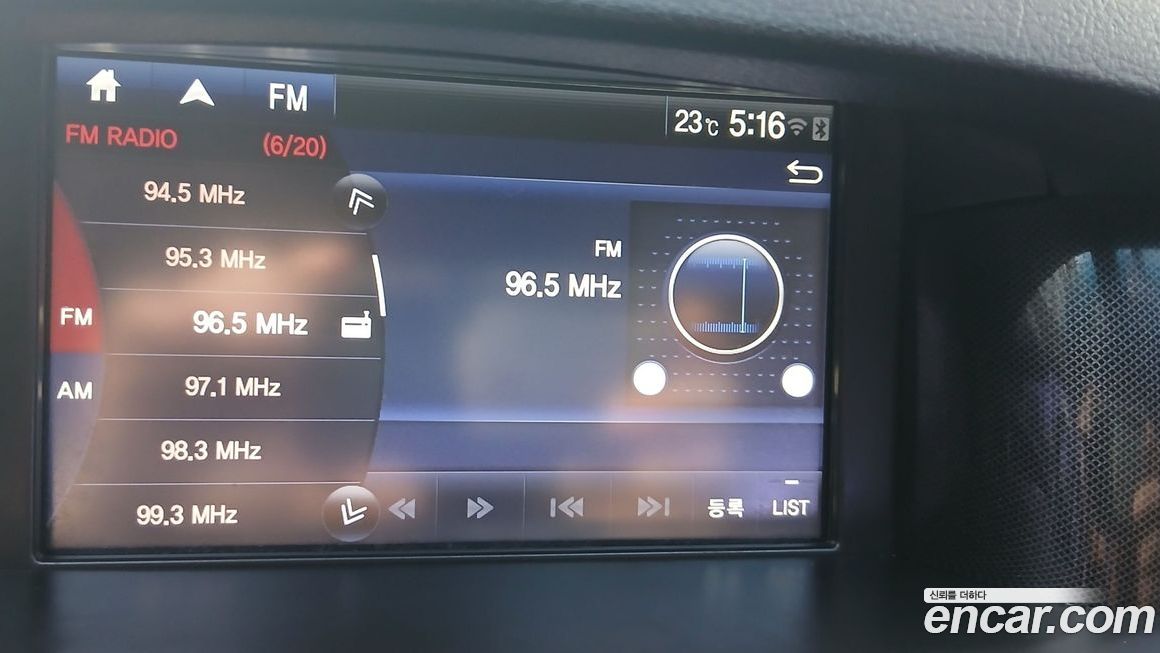 FM
23℃ 5:16
FM RADIO (6/20)
94.5 MHz
95.3 MHz
96.5 MHz
97.1 MHz
98.3 MHz
99.3 MHz
FM
AM
FM
96.5 MHz
등록
LIST
신뢰를 더하다
encar.com